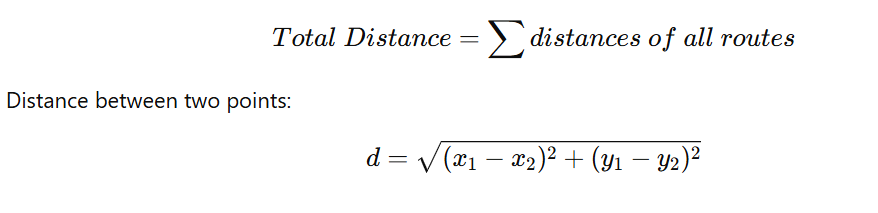 Total Distance = ∑ distances of all routes
Distance between two points:
d = √(x₁ − x₂)² + (y₁ − y₂)²